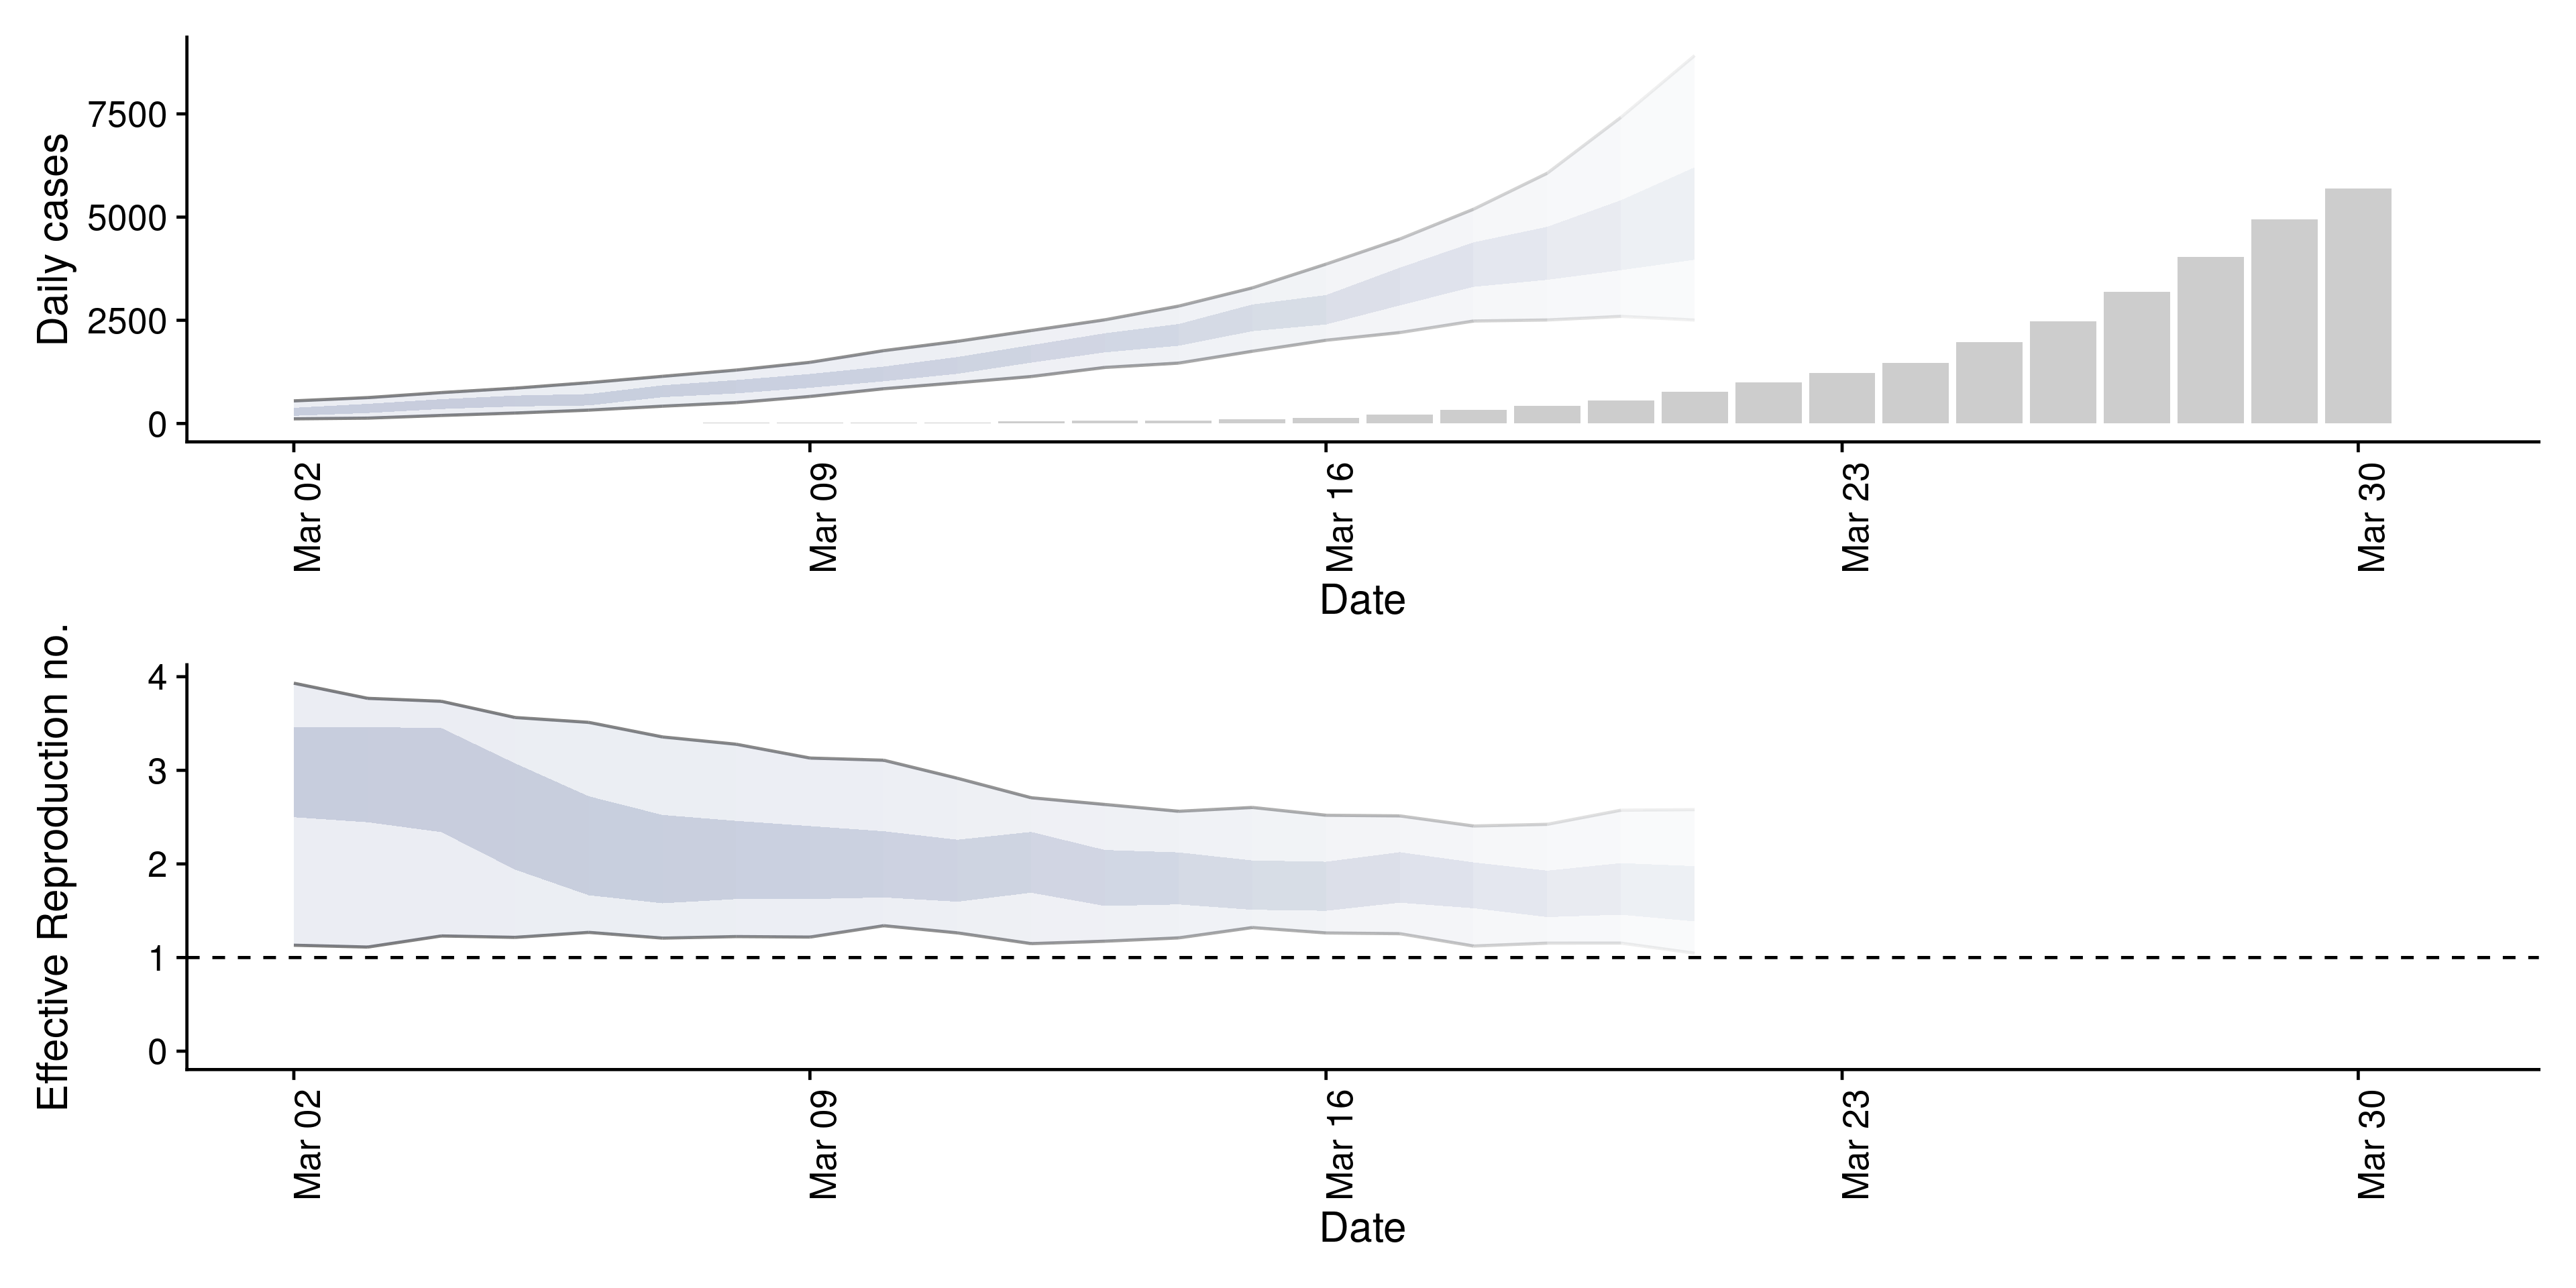 Daily cases
7500
5000
2500
0
Mar 02
Mar 09
Mar 16
Mar 23
Mar 30
Date
Effective Reproduction no.
4
3
2
1
0
Mar 02
Mar 09
Mar 16
Mar 23
Mar 30
Date